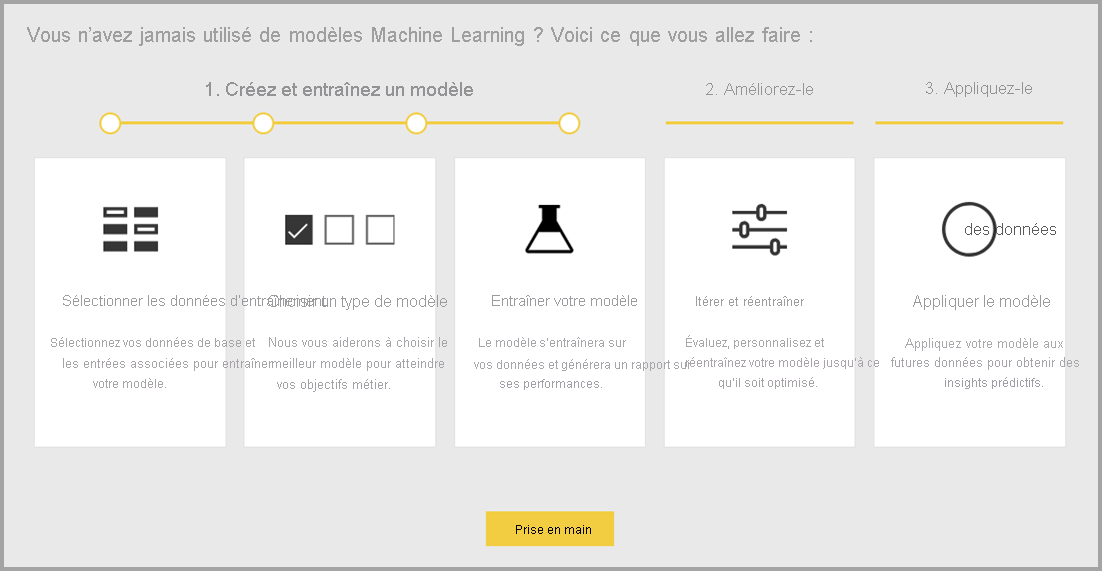 Vous n'avez jamais utilisé de modèles Machine Learning ? Voici ce que vous allez faire :
1. Créez et entraînez un modèle
2. Améliorez-le
3. Appliquez-le
des données
Sélectionner les données d'entraînement
Choisir un type de modèle
Entraîner votre modèle
Itérer et réentraîner
Appliquer le modèle
Sélectionnez vos données de base et
les entrées associées pour entraîner
votre modèle.
Nous vous aiderons à choisir le
meilleur modèle pour atteindre
vos objectifs métier.
Le modèle s'entraînera sur
vos données et générera un rapport sur
ses performances.
Évaluez, personnalisez et
réentraînez votre modèle jusqu'à ce
qu'il soit optimisé.
Appliquez votre modèle aux
futures données pour obtenir des
insights prédictifs.
Prise en main